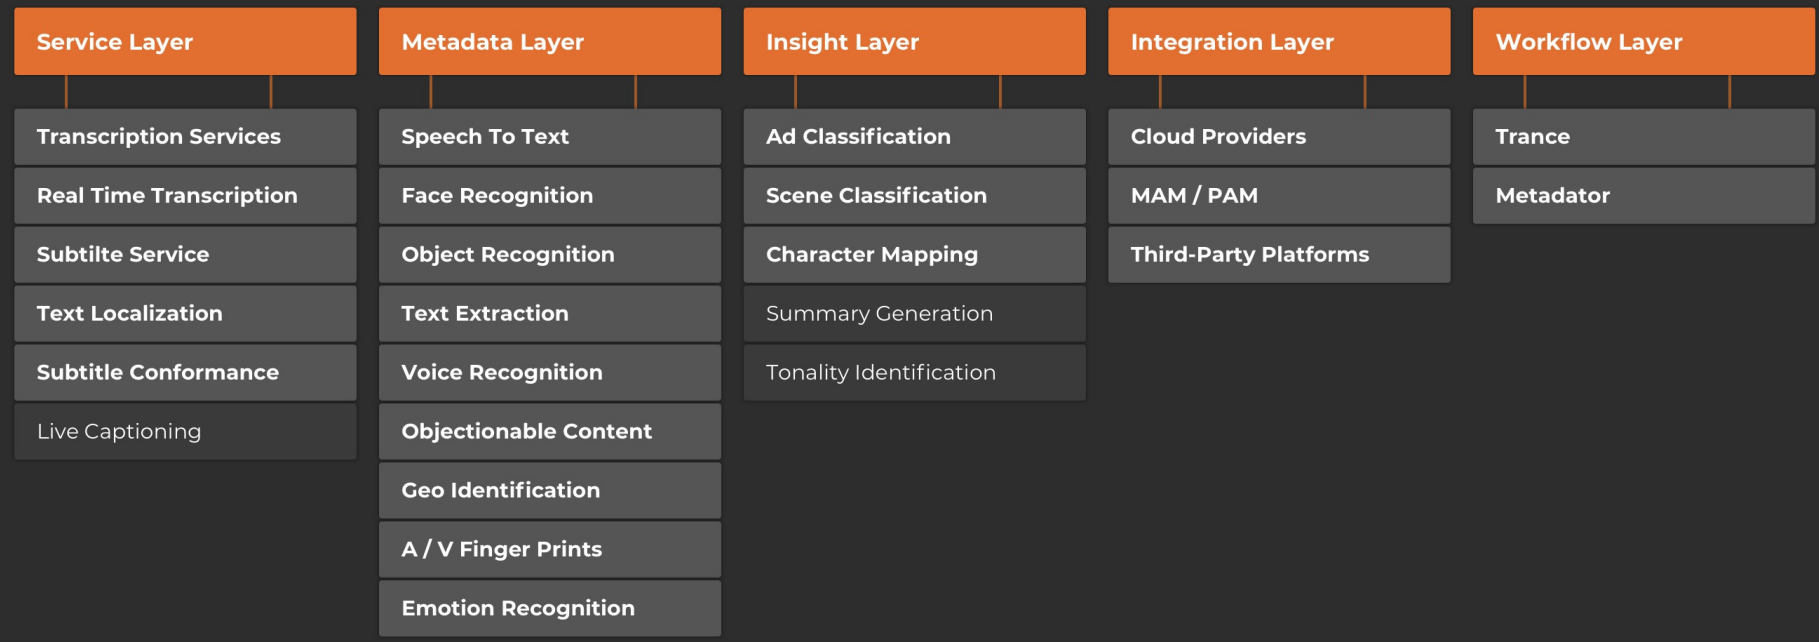 Service Layer
Transcription Services
Real Time Transcription
Subtilte Service
Text Localization
Subtitle Conformance
Live Captioning
Metadata Layer
Speech To Text
Face Recognition
Object Recognition
Text Extraction
Voice Recognition
Objectionable Content
Geo Identification
A / V Finger Prints
Emotion Recognition
Insight Layer
Ad Classification
Scene Classification
Character Mapping
Summary Generation
Tonality Identification
Integration Layer
Cloud Providers
MAM / PAM
Third-Party Platforms
Workflow Layer
Trance
Metadator